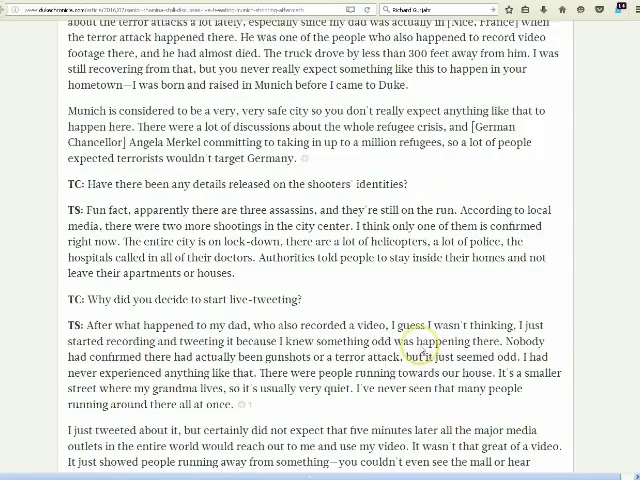 www.dukechronicle.com/article/2016/07/
Richard Gutjahr
about the terror attacks a lot lately, especially since my dad was actually in [Nice, France] when
the terror attack happened there. He was one of the people who also happened to record video
footage there, and he had almost died. The truck drove by less than 300 feet away from him. I was
still recovering from that, but you never really expect something like this to happen in your
hometown—I was born and raised in Munich before I came to Duke.
Munich is considered to be a very, very safe city so you don't really expect anything like that to
happen here. There were a lot of discussions about the whole refugee crisis, and [German
Chancellor] Angela Merkel committing to taking in up to a million refugees, so a lot of people
expected terrorists wouldn't target Germany.
TC: Have there been any details released on the shooters' identities?
TS: Fun fact, apparently there are three assassins, and they're still on the run. According to local
media, there were two more shootings in the city center. I think only one of them is confirmed
right now. The entire city is on lock-down, there are a lot of helicopters, a lot of police, the
hospitals called in all of their doctors. Authorities told people to stay inside their homes and not
leave their apartments or houses.
TC: Why did you decide to start live-tweeting?
TS: After what happened to my dad, who also recorded a video, I guess I wasn't thinking, I just
started recording and tweeting it because I knew something odd was happening there. Nobody
had confirmed there had actually been gunshots or a terror attack, but it just seemed odd. I had
never experienced anything like that. There were people running towards our house. It's a smaller
street where my grandma lives, so it's usually very quiet. I've never seen that many people
running around there all at once. 1
I just tweeted about it, but certainly did not expect that five minutes later all the major media
outlets in the entire world would reach out to me and use my video. It wasn't that great of a video.
It just showed people running away from something—you couldn't even see the mall or hear